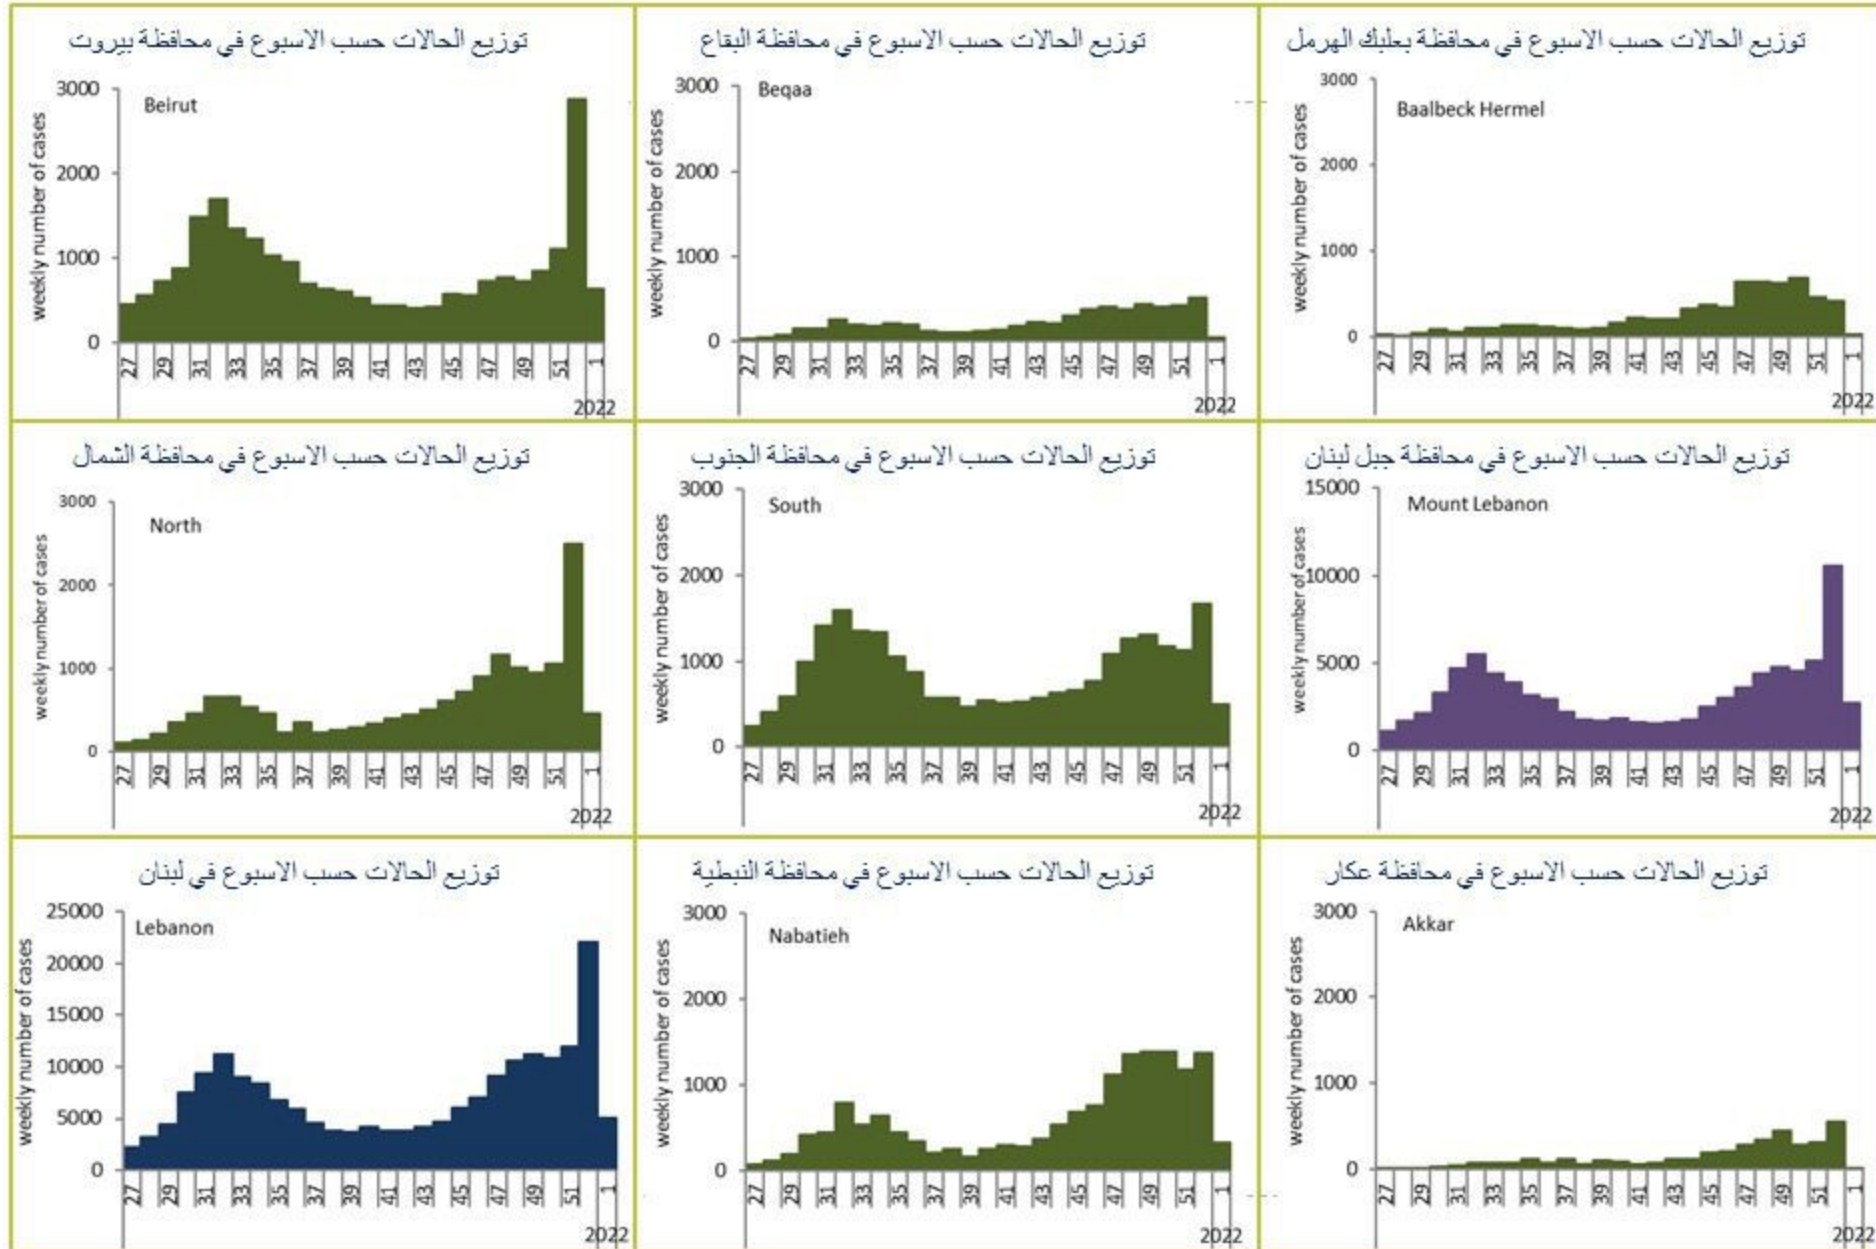 توزيع الحالات حسب الاسبوع في محافظة بيروت
Beirut
weekly number of cases
3000
2000
1000
0
27 29 31 33 35 37 39 41 43 45 47 49 51 1
2022
توزيع الحالات حسب الاسبوع في محافظة البقاع
Beqaa
weekly number of cases
3000
2000
1000
0
27 29 31 33 35 37 39 41 43 45 47 49 51 1
2022
توزيع الحالات حسب الاسبوع في محافظة بعلبك الهرمل
Baalbeck Hermel
weekly number of cases
3000
2000
1000
0
27 29 31 33 35 37 39 41 43 45 47 49 51 1
2022
توزيع الحالات حسب الاسبوع في محافظة الشمال
North
weekly number of cases
3000
2000
1000
0
27 29 31 33 35 37 39 41 43 45 47 49 51 1
2022
توزيع الحالات حسب الاسبوع في محافظة الجنوب
South
weekly number of cases
3000
2000
1000
0
27 29 31 33 35 37 39 41 43 45 47 49 51 1
2022
توزيع الحالات حسب الاسبوع في محافظة جبل لبنان
Mount Lebanon
weekly number of cases
15000
10000
5000
0
27 29 31 33 35 37 39 41 43 45 47 49 51 1
2022
توزيع الحالات حسب الاسبوع في لبنان
Lebanon
weekly number of cases
25000
20000
15000
10000
5000
0
27 29 31 33 35 37 39 41 43 45 47 49 51 1
2022
توزيع الحالات حسب الاسبوع في محافظة النبطية
Nabatieh
weekly number of cases
3000
2000
1000
0
27 29 31 33 35 37 39 41 43 45 47 49 51 1
2022
توزيع الحالات حسب الاسبوع في محافظة عكار
Akkar
weekly number of cases
3000
2000
1000
0
27 29 31 33 35 37 39 41 43 45 47 49 51 1
2022